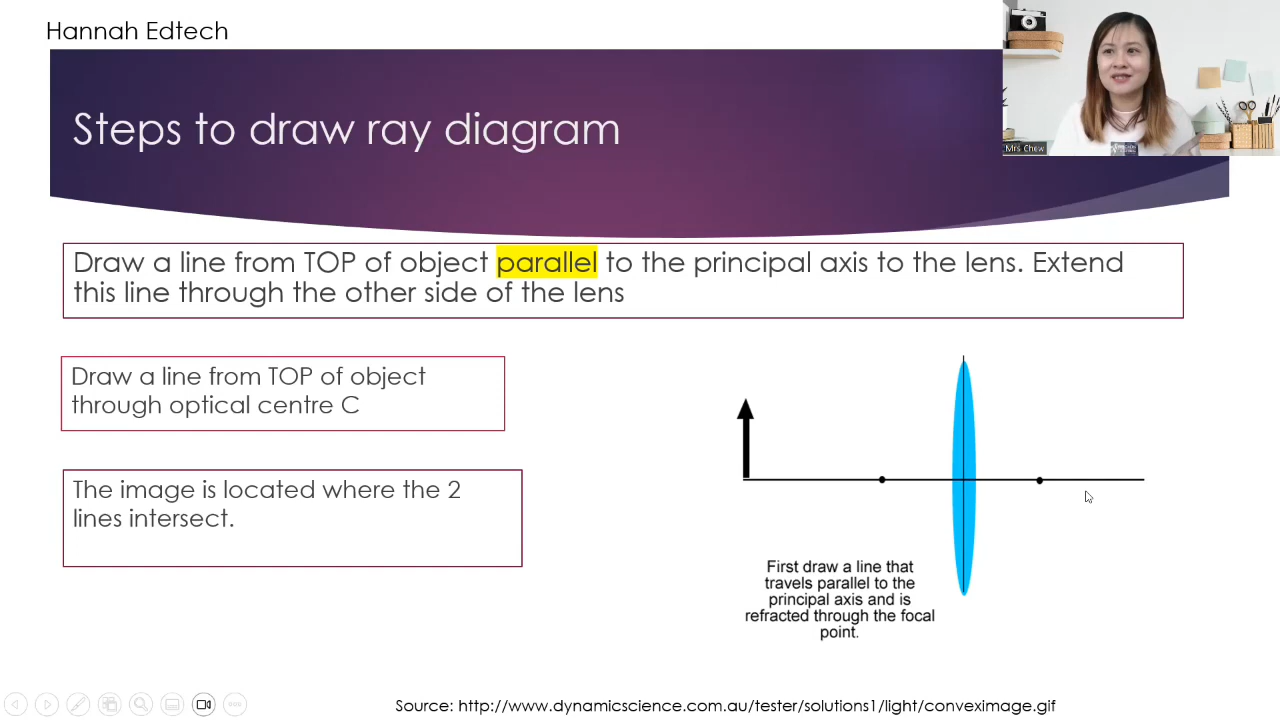 Hannah Edtech
Steps to draw ray diagram
Mrs Chew
Draw a line from TOP of object parallel to the principal axis to the lens. Extend
this line through the other side of the lens
Draw a line from TOP of object
through optical centre C
The image is located where the 2
lines intersect.
First draw a line that
travels parallel to the
principal axis and is
refracted through the focal
point.
Source: http://www.dynamicscience.com.au/tester/solutions1/light/conveximage.gif